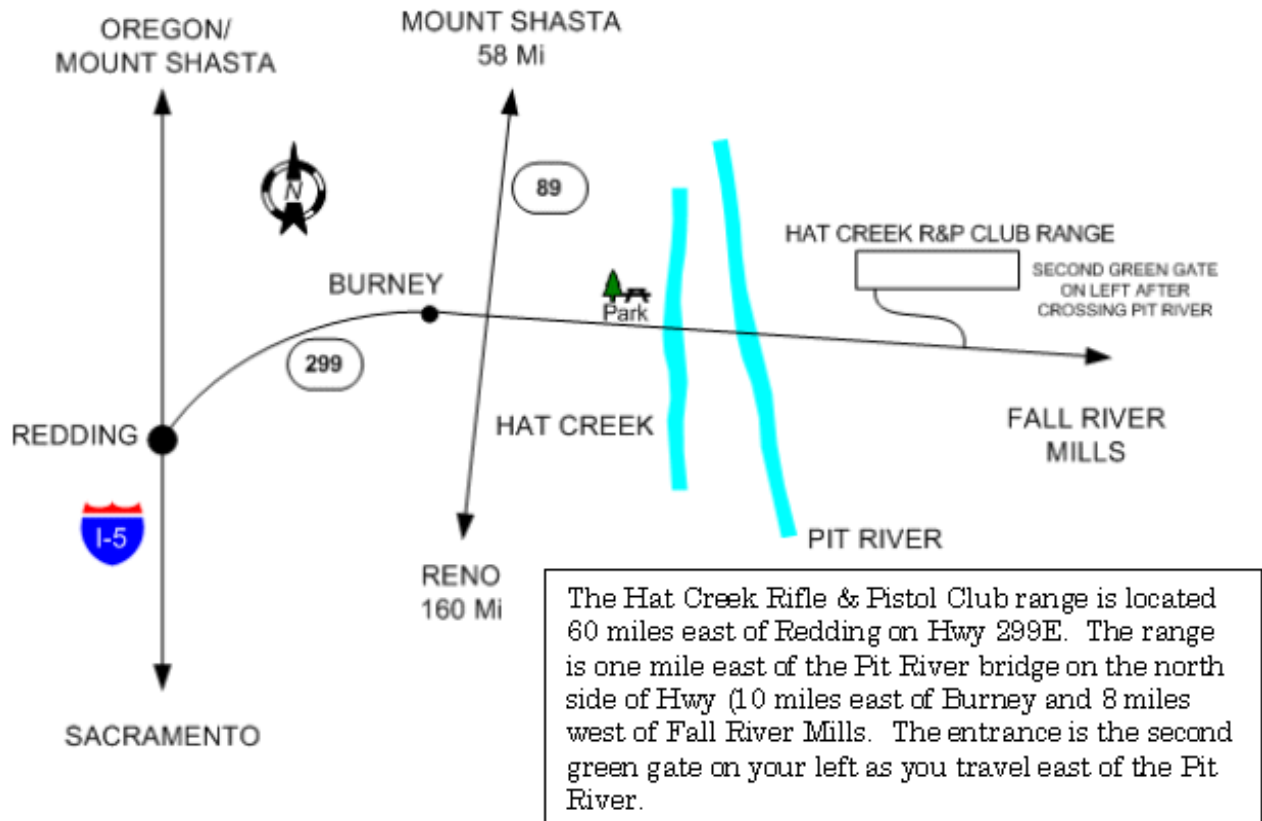 OREGON/
MOUNT SHASTA
MOUNT SHASTA
58 Mi
N
89
HAT CREEK R&P CLUB RANGE
SECOND GREEN GATE
ON LEFT AFTER
CROSSING PIT RIVER
BURNEY
Park
299
REDDING
HAT CREEK
FALL RIVER
MILLS
I-5
PIT RIVER
RENO
160 Mi
SACRAMENTO
The Hat Creek Rifle & Pistol Club range is located
60 miles east of Redding on Hwy 299E. The range
is one mile east of the Pit River bridge on the north
side of Hwy (10 miles east of Burney and 8 miles
west of Fall River Mills. The entrance is the second
green gate on your left as you travel east of the Pit
River.